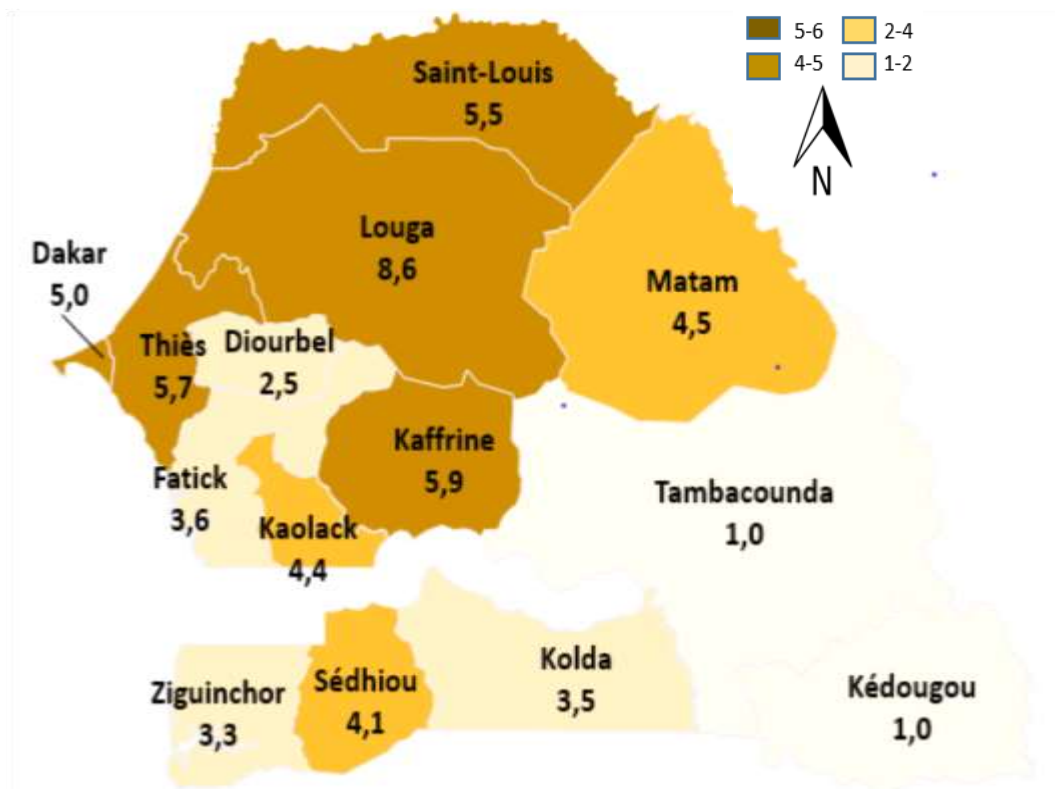 5-6
2-4
4-5
1-2
N
Saint-Louis
5,5
Louga
8,6
Dakar
5,0
Matam
4,5
Thiès
5,7
Diourbel
2,5
Kaffrine
5,9
Fatick
3,6
Kaolack
4,4
Tambacounda
1,0
Ziguinchor
3,3
Sédhiou
4,1
Kolda
3,5
Kédougou
1,0